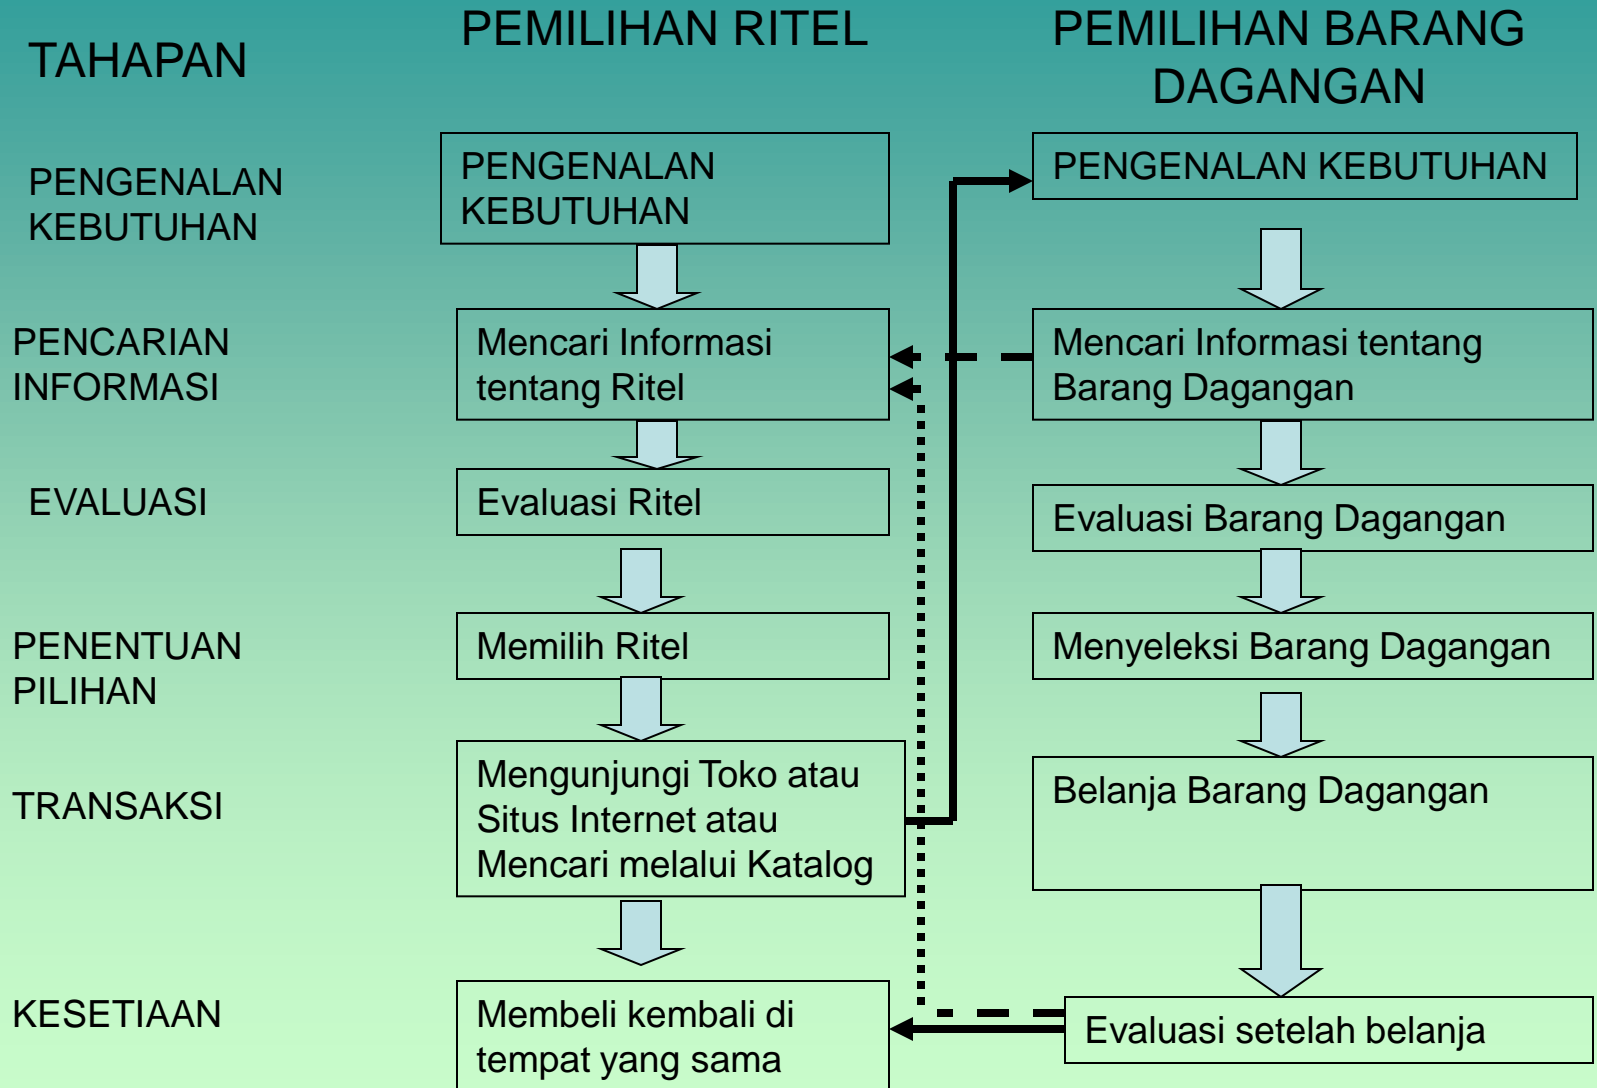 TAHAPAN
PEMILIHAN RITEL
PEMILIHAN BARANG
DAGANGAN
PENGENALAN
KEBUTUHAN
PENGENALAN
KEBUTUHAN
PENGENALAN KEBUTUHAN
PENCARIAN
INFORMASI
Mencari Informasi
tentang Ritel
Mencari Informasi tentang
Barang Dagangan
EVALUASI
Evaluasi Ritel
Evaluasi Barang Dagangan
PENENTUAN
PILIHAN
Memilih Ritel
Menyeleksi Barang Dagangan
TRANSAKSI
Mengunjungi Toko atau
Situs Internet atau
Mencari melalui Katalog
Belanja Barang Dagangan
KESETIAAN
Membeli kembali di
tempat yang sama
Evaluasi setelah belanja